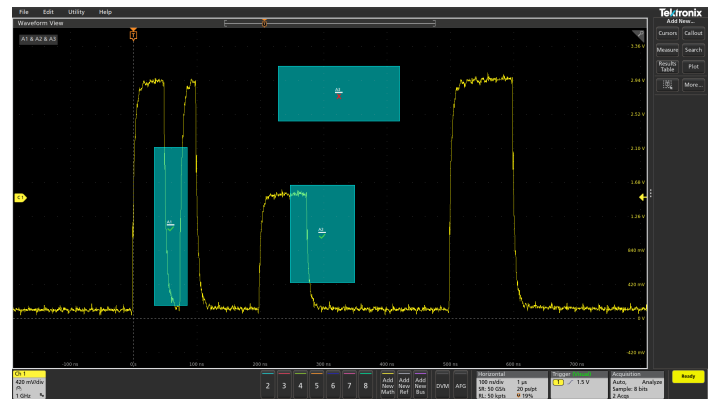 File Edit Utility Help
Tektronix
Waveform View
Add New...
A1 & A2 & A3
T
Cursors Callout
Measure Search
Results Table Plot
More...
3.36 V
2.94 V
2.52 V
2.10 V
1.68 V
1.26 V
840 mV
420 mV
0 V
-420 mV
A3
A1
A2
C1
-200 ns 0 s 100 ns 200 ns 300 ns 400 ns 500 ns 600 ns 700 ns
Ch 1
420 mV/div
1 GHz
2 3 4 5 6 7 8
Add New Math
Add New Ref
Add New Bus
DVM AFG
Horizontal
100 ns/div 1 µs
SR: 50 GS/s 20 ps/pt
RL: 50 kpts 19%
Trigger
1 1.5 V
Acquisition
Auto, Analyze
Sample: 8 bits
2 Acqs
Ready